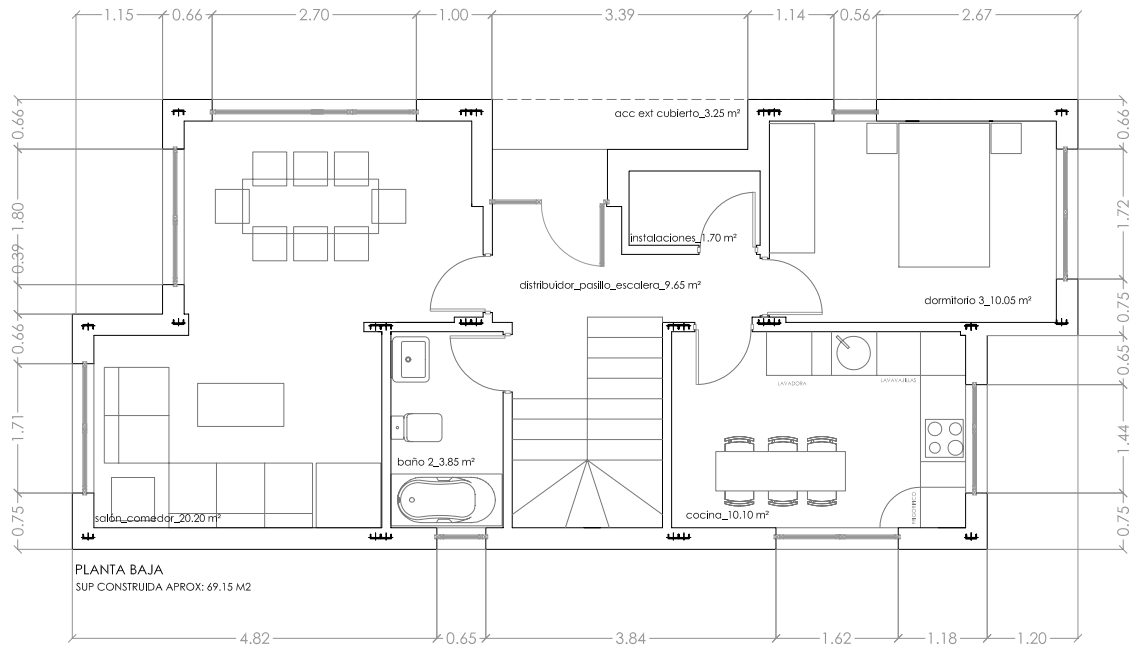 1.15 0.66 2.70 1.00 3.39 1.14 0.56 2.67
acc ext cubierto_3.25 m²
0.66
1.80
0.39
0.66
1.71
0.75
0.66
1.72
0.75
0.65
1.44
0.75
instalaciones_1.70 m²
distribuidor_pasillo_escalera_9.65 m²
dormitorio 3_10.05 m²
LAVADORA
LAVAVAJILLAS
baño 2_3.85 m²
salón_comedor_20.20 m²
cocina_10.10 m²
FRIGORIFICO
PLANTA BAJA
SUP CONSTRUIDA APROX: 69.15 M2
4.82 0.65 3.84 1.62 1.18 1.20